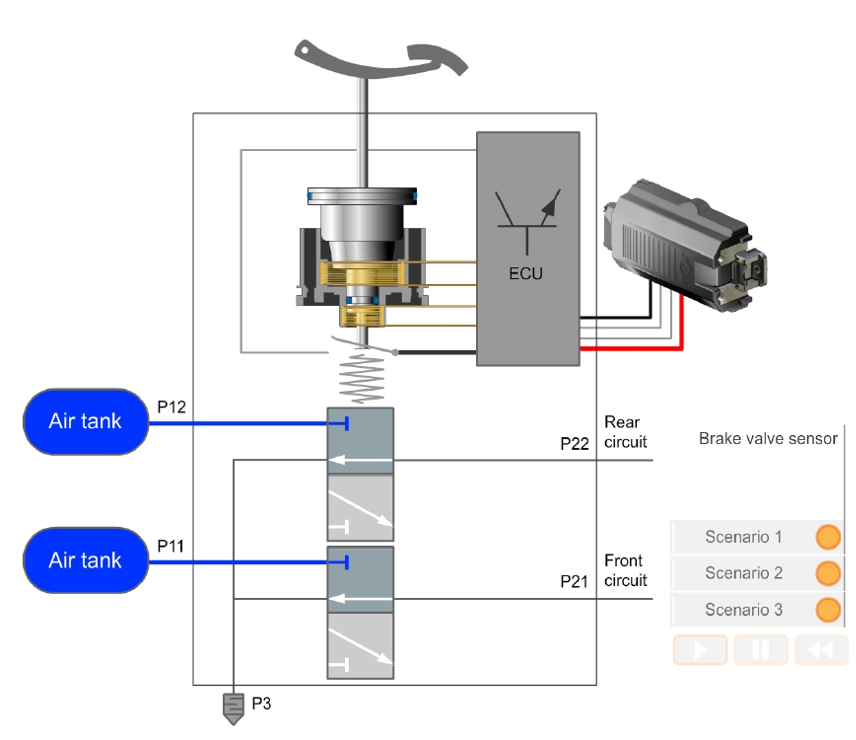 ECU
Air tank
P12
Rear
circuit
P22
Brake valve sensor
Scenario 1
Scenario 2
Scenario 3
Air tank
P11
Front
circuit
P21
P3